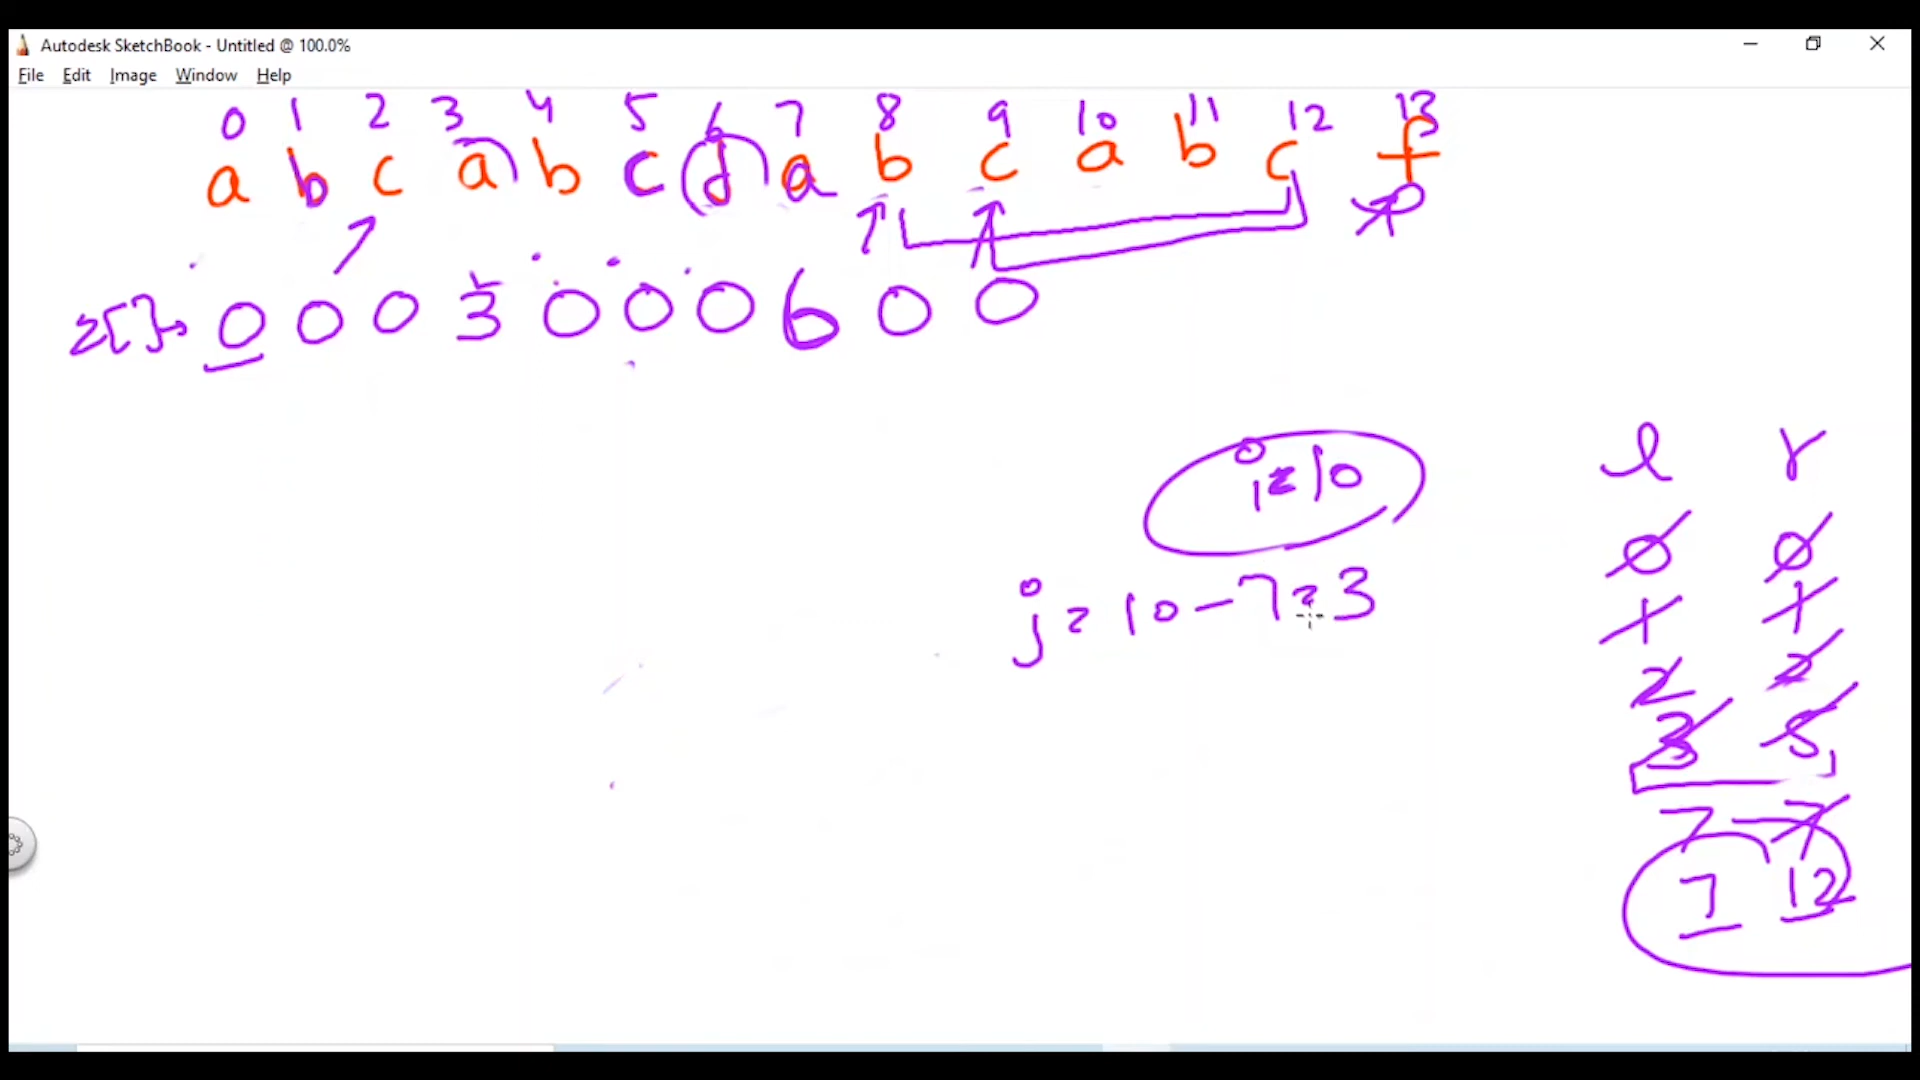 Autodesk SketchBook - Untitled @ 100.0%
File Edit Image Window Help
0 1 2 3 4 5 6 7 8 9 10 11 12 13
a b c a b c d a b c a b c f
z[]→ 0 0 0 3 0 0 0 6 0 0
i=10
j=10-7=3
l r
0 0
1 1
2 2
3 5
7 7
7 12